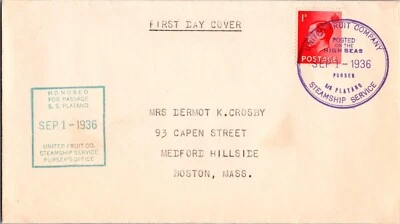 FIRST DAY COVER
1D
POSTAGE
UNITED FRUIT COMPANY
POSTED
ON THE
HIGH SEAS
SEP 1-1936
PURSER
S/S PLATANO
STEAMSHIP SERVICE
HONORED
FOR PASSAGE
S. S. PLATANO
SEP 1-1936
UNITED FRUIT CO.
STEAMSHIP SERVICE
PURSER'S OFFICE
MRS DERMOT K.CROSBY
93 CAPEN STREET
MEDFORD HILLSIDE
BOSTON, MASS.